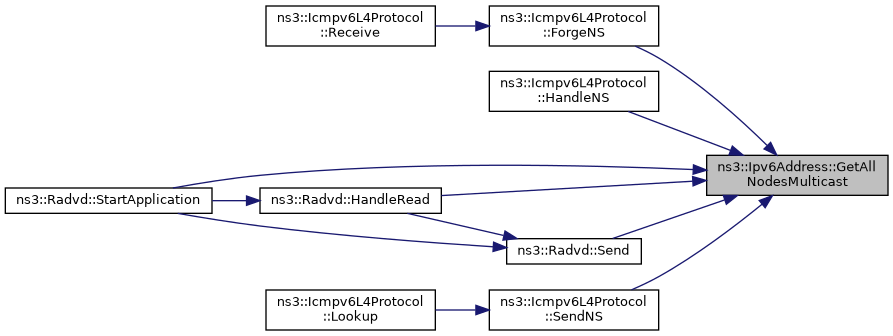 ns3::Icmpv6L4Protocol
::Receive
ns3::Icmpv6L4Protocol
::ForgeNS
ns3::Icmpv6L4Protocol
::HandleNS
ns3::Ipv6Address::GetAll
NodesMulticast
ns3::Radvd::StartApplication
ns3::Radvd::HandleRead
ns3::Radvd::Send
ns3::Icmpv6L4Protocol
::Lookup
ns3::Icmpv6L4Protocol
::SendNS